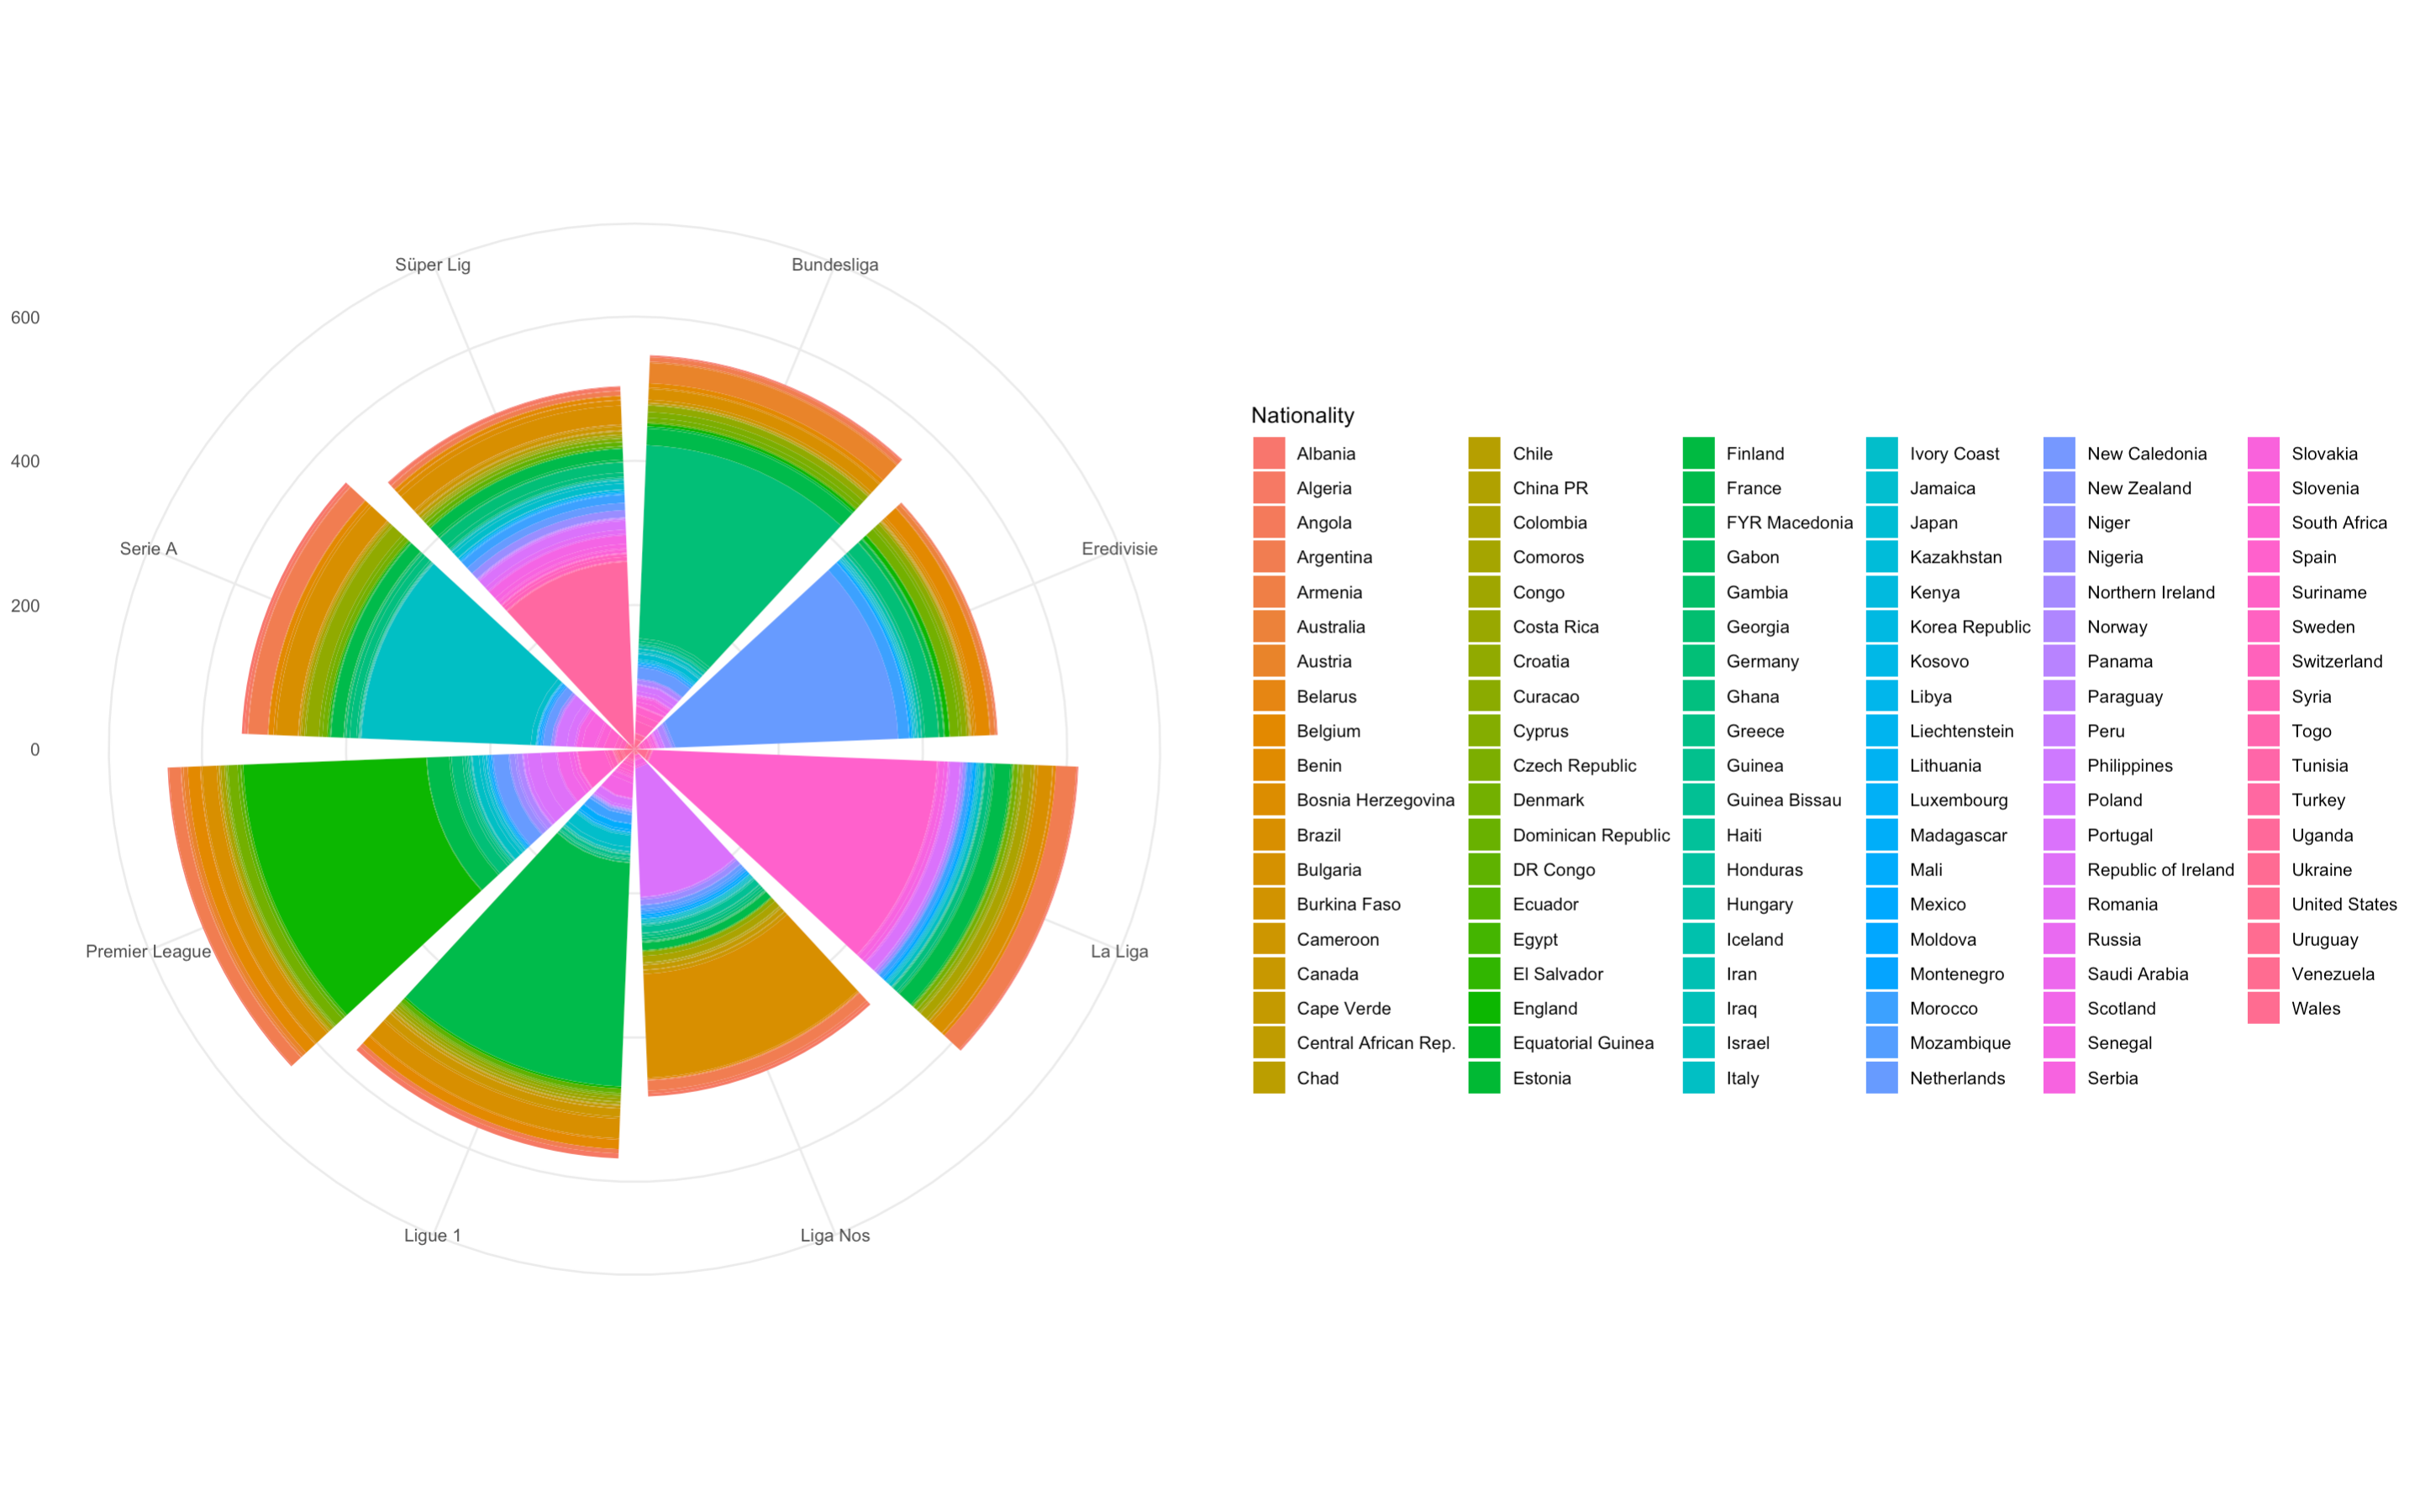 Süper Lig
Bundesliga
600
400
Serie A
Eredivisie
200
0
Premier League
La Liga
Ligue 1
Liga Nos
Nationality
Albania
Algeria
Angola
Argentina
Armenia
Australia
Austria
Belarus
Belgium
Benin
Bosnia Herzegovina
Brazil
Bulgaria
Burkina Faso
Cameroon
Canada
Cape Verde
Central African Rep.
Chad
Chile
China PR
Colombia
Comoros
Congo
Costa Rica
Croatia
Curacao
Cyprus
Czech Republic
Denmark
Dominican Republic
DR Congo
Ecuador
Egypt
El Salvador
England
Equatorial Guinea
Estonia
Finland
France
FYR Macedonia
Gabon
Gambia
Georgia
Germany
Ghana
Greece
Guinea
Guinea Bissau
Haiti
Honduras
Hungary
Iceland
Iran
Iraq
Israel
Italy
Ivory Coast
Jamaica
Japan
Kazakhstan
Kenya
Korea Republic
Kosovo
Libya
Liechtenstein
Lithuania
Luxembourg
Madagascar
Mali
Mexico
Moldova
Montenegro
Morocco
Mozambique
Netherlands
New Caledonia
New Zealand
Niger
Nigeria
Northern Ireland
Norway
Panama
Paraguay
Peru
Philippines
Poland
Portugal
Republic of Ireland
Romania
Russia
Saudi Arabia
Scotland
Senegal
Serbia
Slovakia
Slovenia
South Africa
Spain
Suriname
Sweden
Switzerland
Syria
Togo
Tunisia
Turkey
Uganda
Ukraine
United States
Uruguay
Venezuela
Wales